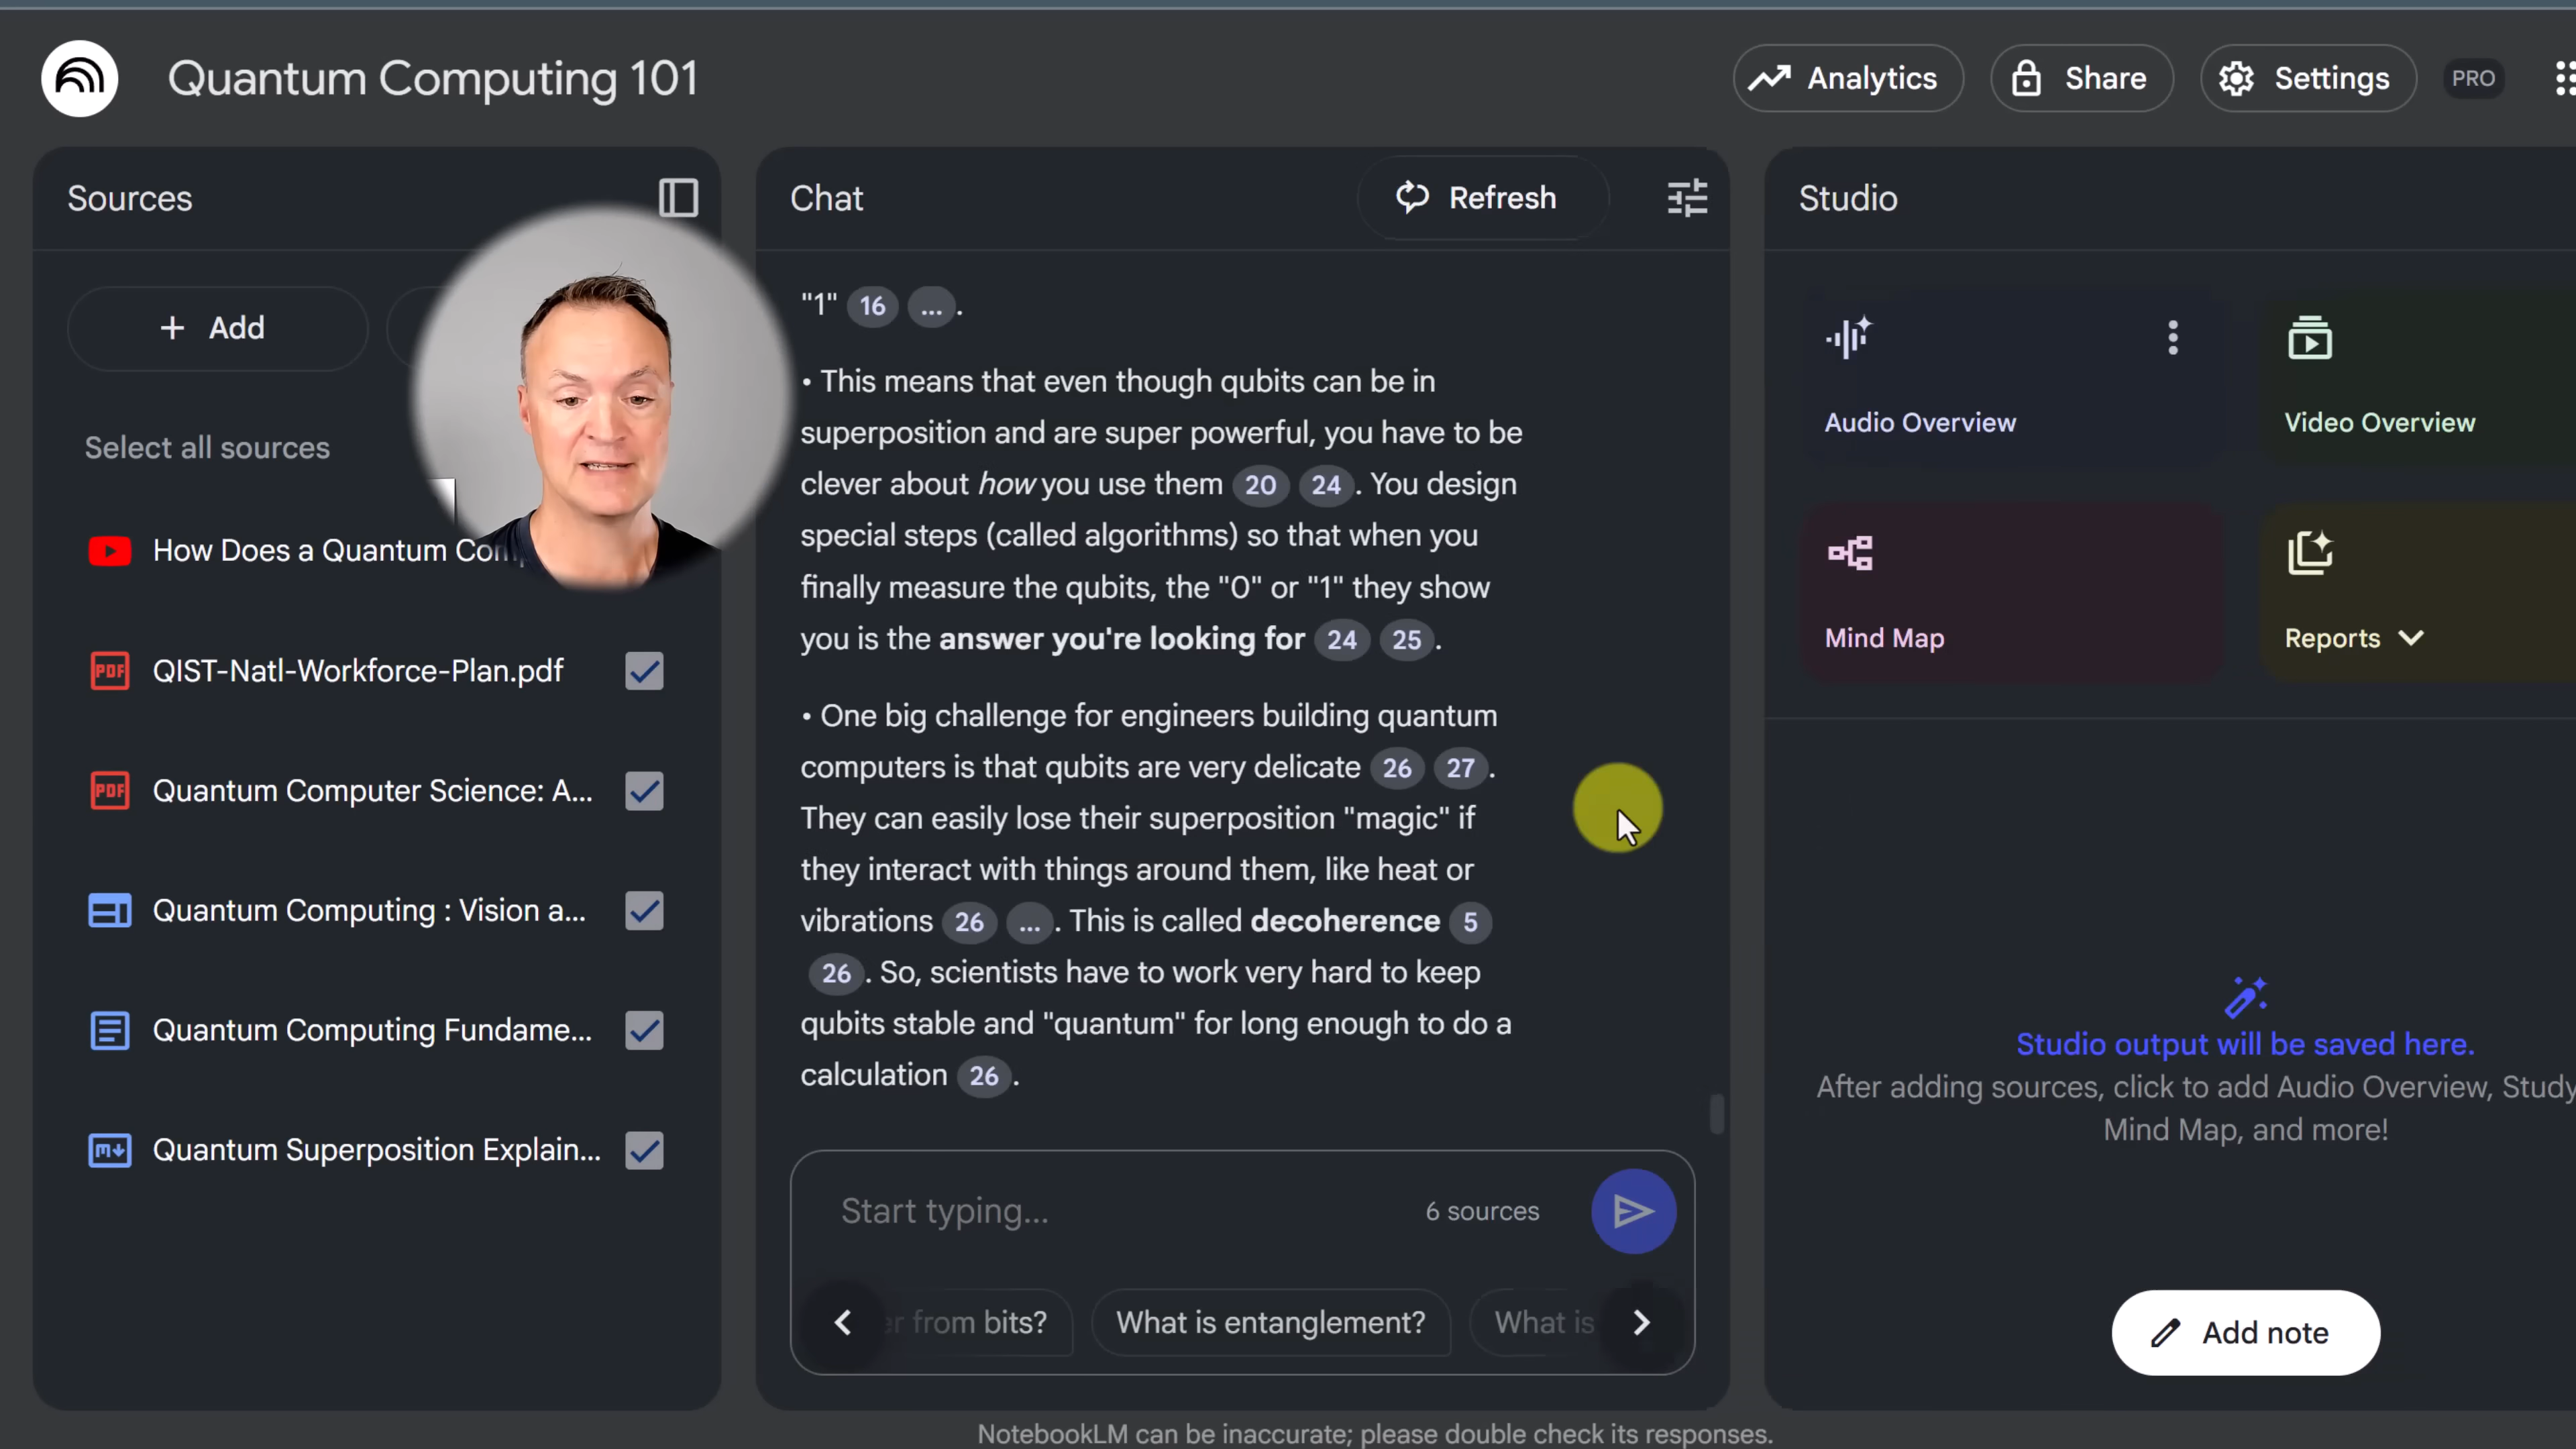 Quantum Computing 101
Analytics
Share
Settings
PRO
Sources
Add
Select all sources
How Does a Quantum Com
QIST-Natl-Workforce-Plan.pdf
Quantum Computer Science: A...
Quantum Computing : Vision a...
Quantum Computing Fundame...
Quantum Superposition Explain...
Chat
Refresh
"1" 16 ... .
• This means that even though qubits can be in
superposition and are super powerful, you have to be
clever about how you use them 20 24 . You design
special steps (called algorithms) so that when you
finally measure the qubits, the "0" or "1" they show
you is the answer you're looking for 24 25 .
• One big challenge for engineers building quantum
computers is that qubits are very delicate 26 27 .
They can easily lose their superposition "magic" if
they interact with things around them, like heat or
vibrations 26 ... . This is called decoherence 5
26 . So, scientists have to work very hard to keep
qubits stable and "quantum" for long enough to do a
calculation 26 .
Start typing...
6 sources
from bits?
What is entanglement?
What is
Studio
Audio Overview
Video Overview
Mind Map
Reports
Studio output will be saved here.
After adding sources, click to add Audio Overview, Study
Mind Map, and more!
Add note
NotebookLM can be inaccurate; please double check its responses.
PDF
PDF
M